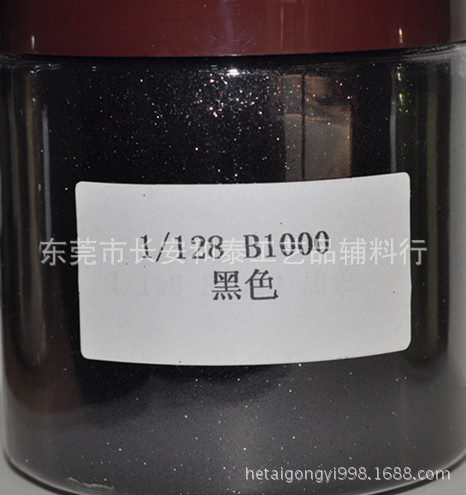 1/128 B1000
东莞市长安和泰工艺品辅料行
黑色
hetaigongyi998.1688.com